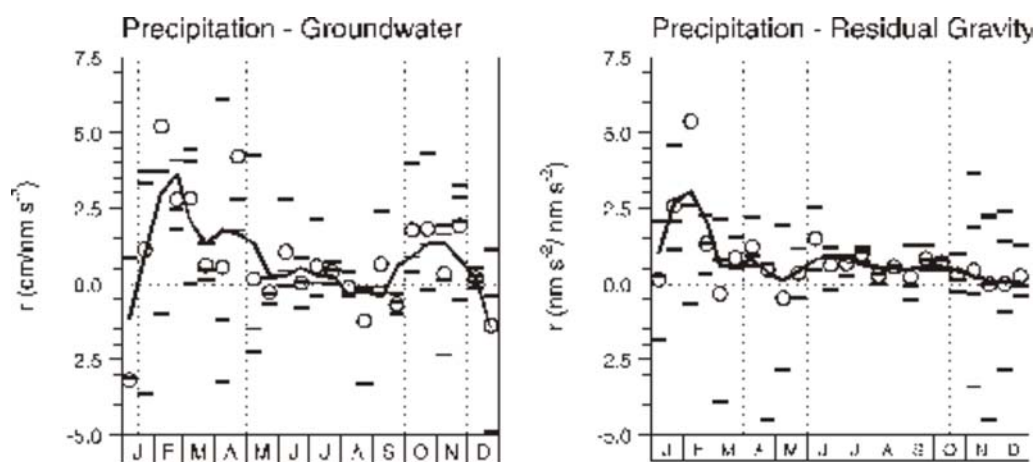 Precipitation - Groundwater
7.5
5.0
2.5
0.0
2.5
-5.0
r (cm/nm s⁻²)
J F M A M J J A S O N D
Precipitation - Residual Gravity
7.5
5.0
2.5
0.0
2.5
-5.0
r (nm s⁻²/ nm s⁻²)
J F M A M J J A S O N D